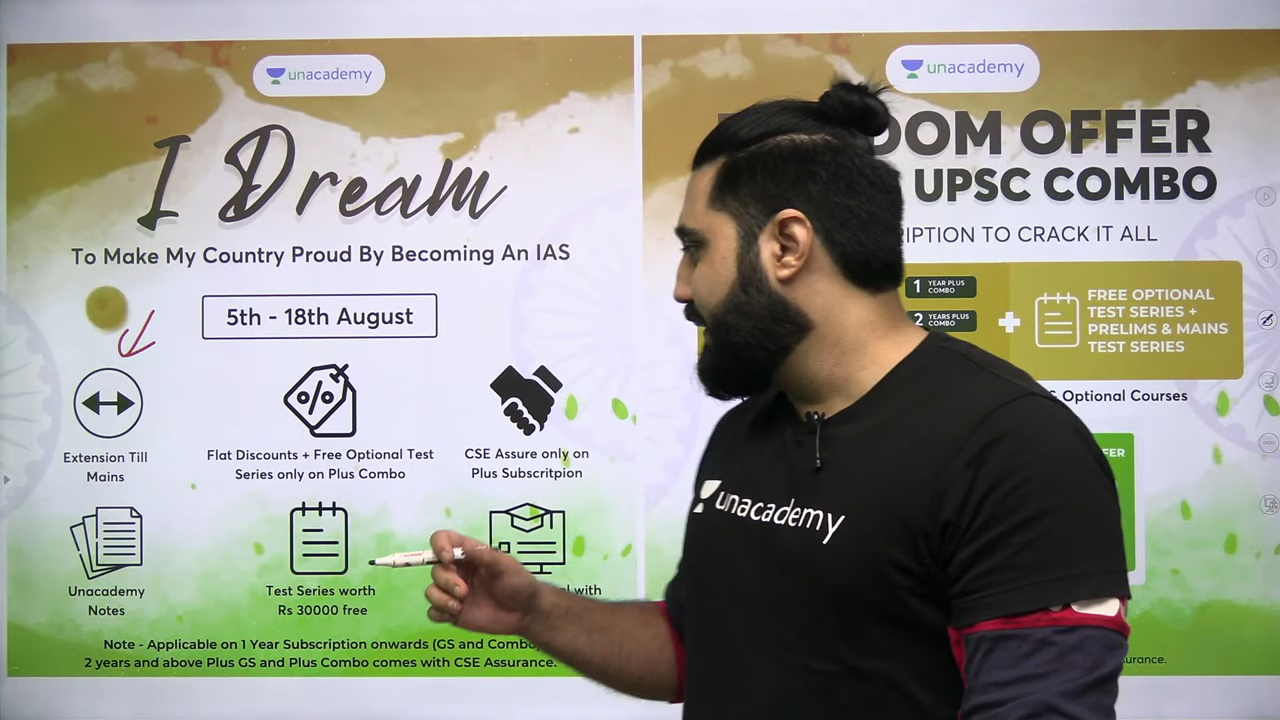 unacademy
I Dream
To Make My Country Proud By Becoming An IAS
5th - 18th August
Extension Till
Mains
Flat Discounts + Free Optional Test
Series only on Plus Combo
CSE Assure only on
Plus Subscritpion
Unacademy
Notes
Test Series worth
Rs 30000 free
with
Note - Applicable on 1 Year Subscription onwards (GS and Combo)
2 years and above Plus GS and Plus Combo comes with CSE Assurance.
unacademy
DOM OFFER
UPSC COMBO
TO CRACK IT ALL
1 YEAR PLUS
COMBO
2 YEARS PLUS
COMBO
+
FREE OPTIONAL
TEST SERIES +
PRELIMS & MAINS
TEST SERIES
Optional Courses
unacademy